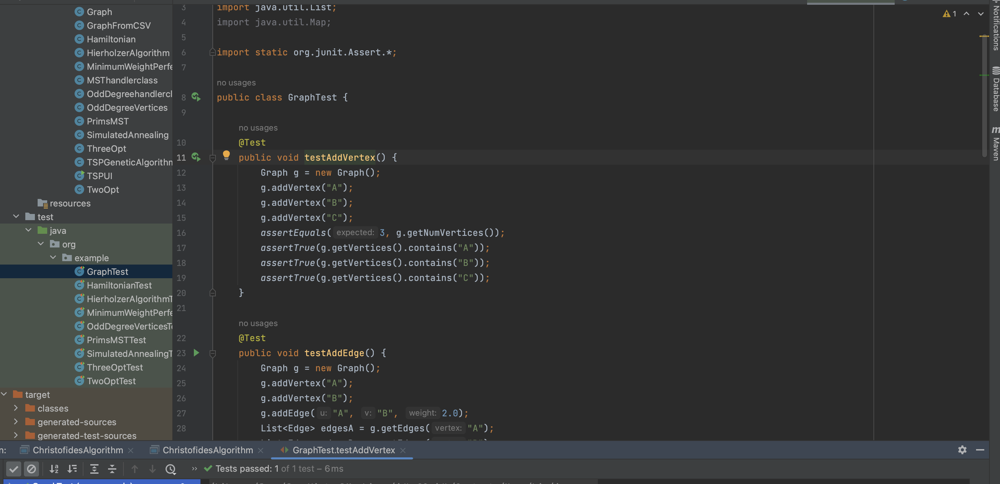 Graph
GraphFromCSV
Hamiltonian
HierholzerAlgorithm
MinimumWeightPerfe
MSThandlerclass
OddDegreehandlercl
OddDegreeVertices
PrimsMST
SimulatedAnnealing
ThreeOpt
TSPGeneticAlgorithm
TSPUI
TwoOpt
resources
test
java
org
example
GraphTest
HamiltonianTest
HierholzerAlgorithmT
MinimumWeightPerfe
OddDegreeVerticesTe
PrimsMSTTest
SimulatedAnnealingT
ThreeOptTest
TwoOptTest
target
classes
generated-sources
generated-test-sources
3 import java.util.List;
4 import java.util.Map;
5
6 import static org.junit.Assert.*;
7
no usages
8 public class GraphTest {
9
no usages
10 @Test
11 public void testAddVertex() {
12 Graph g = new Graph();
13 g.addVertex("A");
14 g.addVertex("B");
15 g.addVertex("C");
16 assertEquals( expected: 3, g.getNumVertices());
17 assertTrue(g.getVertices().contains("A"));
18 assertTrue(g.getVertices().contains("B"));
19 assertTrue(g.getVertices().contains("C"));
20 }
21
no usages
22 @Test
23 public void testAddEdge() {
24 Graph g = new Graph();
25 g.addVertex("A");
26 g.addVertex("B");
27 g.addEdge( u: "A", v: "B", weight: 2.0);
28 List<Edge> edgesA = g.getEdges( vertex: "A");
1
Notifications
Database
m Maven
n: ChristofidesAlgorithm ChristofidesAlgorithm GraphTest.testAddVertex
Tests passed: 1 of 1 test – 6 ms